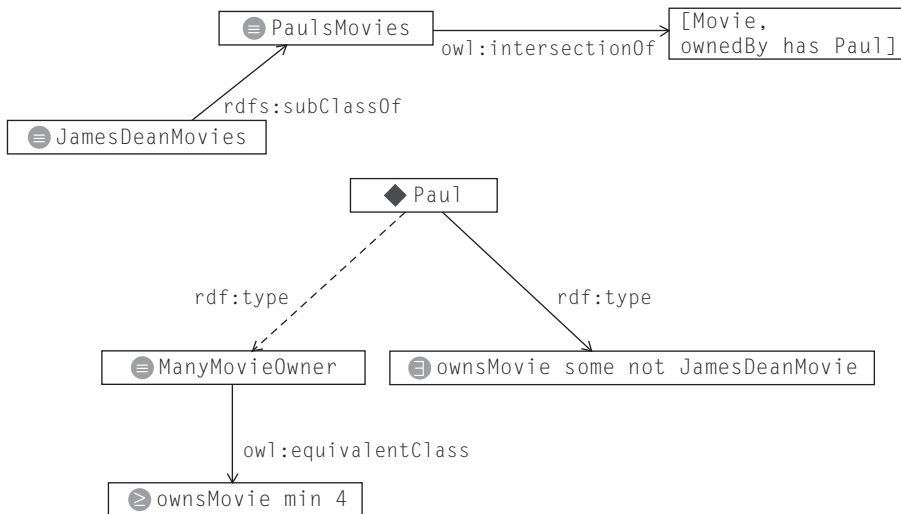 ≡ PaulsMovies
owl:intersectionOf
[Movie,
ownedBy has Paul]
rdfs:subClassOf
≡ JamesDeanMovies
Paul
rdf:type
rdf:type
≡ ManyMovieOwner
∃ ownsMovie some not JamesDeanMovie
owl:equivalentClass
≥ ownsMovie min 4